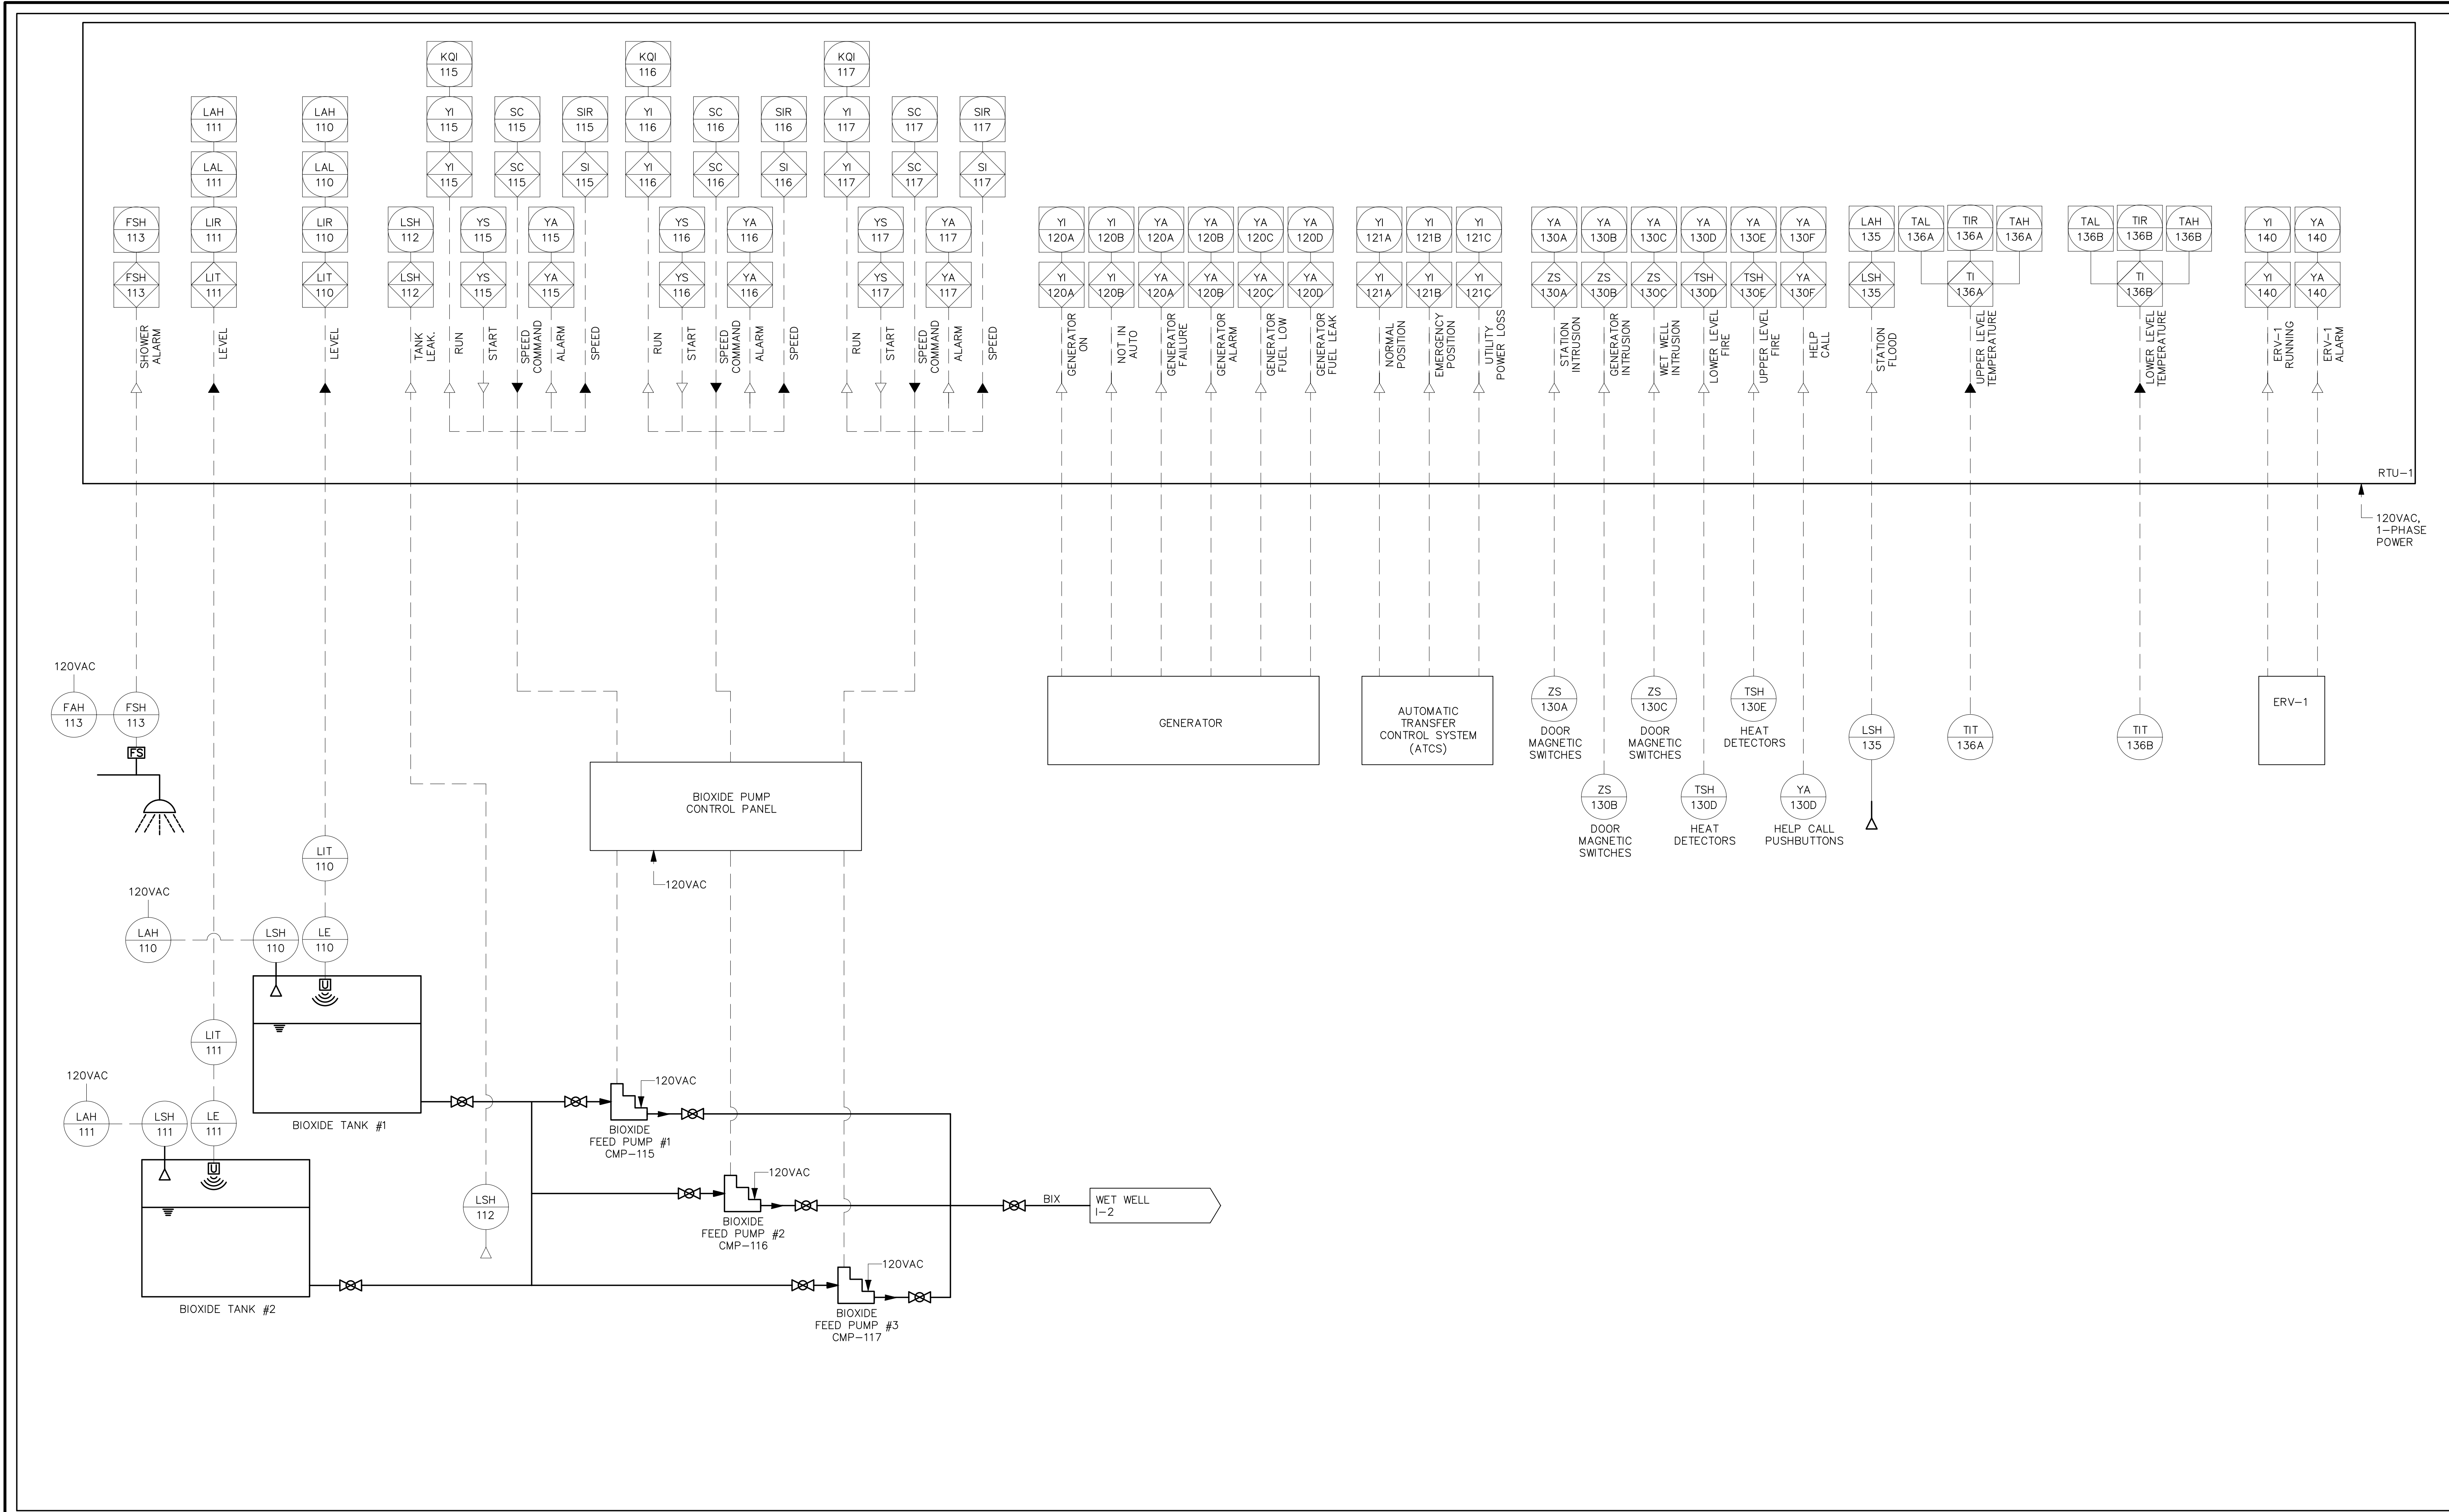 KQI
115
KQI
116
KQI
117
LAH
111
LAH
110
YI
115
SC
115
SIR
115
YI
116
SC
116
SIR
116
YI
117
SC
117
SIR
117
LAL
111
LAL
110
YI
115
SC
115
SI
115
YI
116
SC
116
SI
116
YI
117
SC
117
SI
117
FSH
113
LIR
111
LIR
110
LSH
112
YS
115
YA
115
YS
116
YA
116
YS
117
YA
117
YI
120A
YI
120B
YA
120A
YA
120B
YA
120C
YA
120D
YI
121A
YI
121B
YI
121C
YA
130A
YA
130B
YA
130C
YA
130D
YA
130E
YA
130F
LAH
135
TAL
136A
TIR
136A
TAH
136A
TAL
136B
TIR
136B
TAH
136B
YI
140
YA
140
FSH
113
LIT
111
LIT
110
LSH
112
YS
115
YA
115
YS
116
YA
116
YS
117
YA
117
YI
120A
YI
120B
YA
120A
YA
120B
YA
120C
YA
120D
YI
121A
YI
121B
YI
121C
ZS
130A
ZS
130B
ZS
130C
TSH
130D
TSH
130E
YA
130F
LSH
135
TI
136A
TI
136B
YI
140
YA
140
SHOWER
ALARM
LEVEL
LEVEL
TANK
LEAK.
RUN
START
SPEED
COMMAND
ALARM
SPEED
RUN
START
SPEED
COMMAND
ALARM
SPEED
RUN
START
SPEED
COMMAND
ALARM
SPEED
GENERATOR
ON
NOT IN
AUTO
GENERATOR
FAILURE
GENERATOR
ALARM
GENERATOR
FUEL LOW
GENERATOR
FUEL LEAK
NORMAL
POSITION
EMERGENCY
POSITION
UTILITY
POWER LOSS
STATION
INTRUSION
GENERATOR
INTRUSION
WET WELL
INTRUSION
LOWER LEVEL
FIRE
UPPER LEVEL
FIRE
HELP
CALL
STATION
FLOOD
UPPER LEVEL
TEMPERATURE
LOWER LEVEL
TEMPERATURE
ERV-1
RUNNING
ERV-1
ALARM
RTU-1
120VAC,
1-PHASE
POWER
120VAC
FAH
113
FSH
113
FS
GENERATOR
AUTOMATIC
TRANSFER
CONTROL SYSTEM
(ATCS)
ZS
130A
DOOR
MAGNETIC
SWITCHES
ZS
130C
DOOR
MAGNETIC
SWITCHES
TSH
130E
HEAT
DETECTORS
LSH
135
TIT
136A
TIT
136B
ERV-1
ZS
130B
DOOR
MAGNETIC
SWITCHES
TSH
130D
HEAT
DETECTORS
YA
130D
HELP CALL
PUSHBUTTONS
BIOXIDE PUMP
CONTROL PANEL
120VAC
LIT
110
120VAC
LAH
110
LSH
110
LE
110
U
BIOXIDE TANK #1
LIT
111
120VAC
LAH
111
LSH
111
LE
111
U
BIOXIDE TANK #2
LSH
112
120VAC
BIOXIDE
FEED PUMP #1
CMP-115
120VAC
BIOXIDE
FEED PUMP #2
CMP-116
120VAC
BIOXIDE
FEED PUMP #3
CMP-117
BIX
WET WELL
I-2